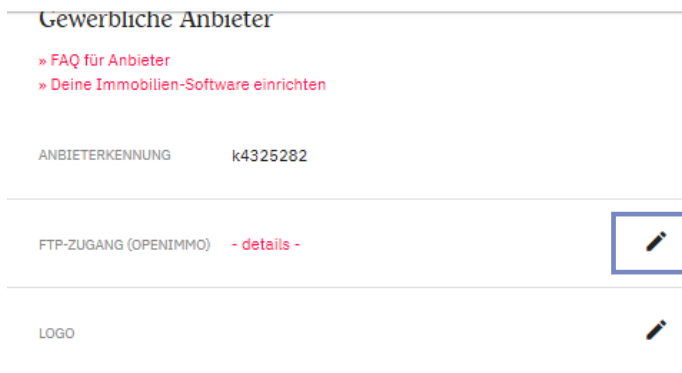 Gewerbliche Anbieter
» FAQ für Anbieter
» Deine Immobilien-Software einrichten
ANBIETERKENNUNG k4325282
FTP-ZUGANG (OPENIMMO) - details -
LOGO